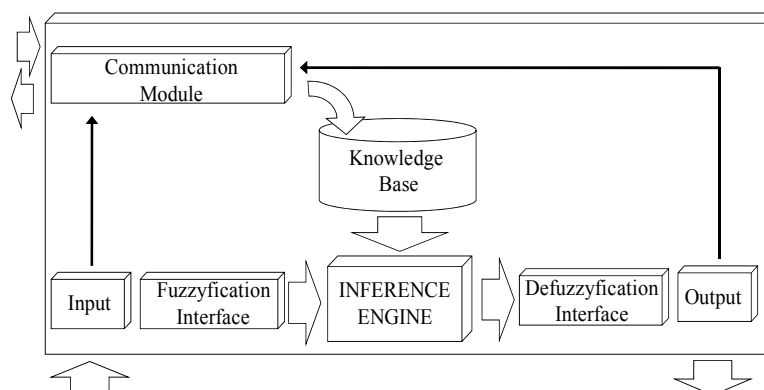 Communication
Module
Knowledge
Base
Input
Fuzzyfication
Interface
INFERENCE
ENGINE
Defuzzyfication
Interface
Output